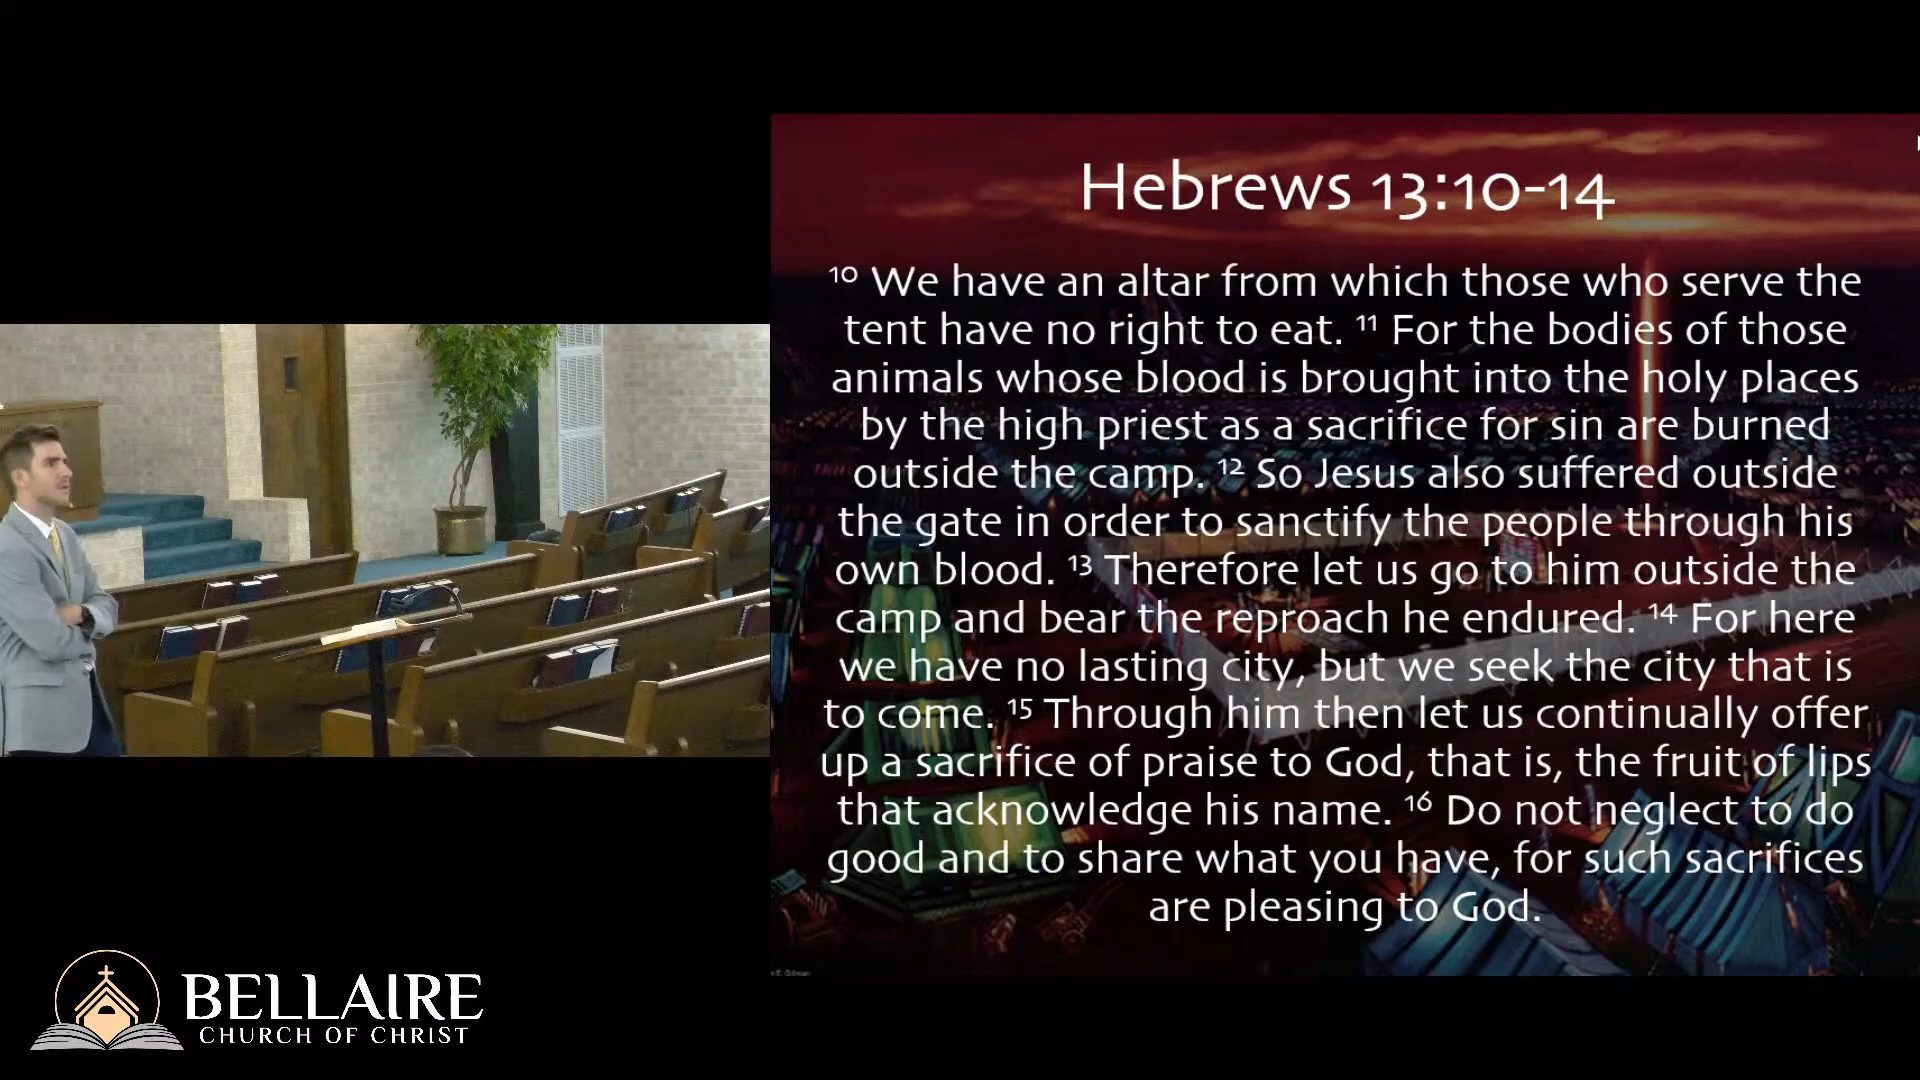 Hebrews 13:10-14
¹⁰ We have an altar from which those who serve the
tent have no right to eat. ¹¹ For the bodies of those
animals whose blood is brought into the holy places
by the high priest as a sacrifice for sin are burned
outside the camp. ¹² So Jesus also suffered outside
the gate in order to sanctify the people through his
own blood. ¹³ Therefore let us go to him outside the
camp and bear the reproach he endured. ¹⁴ For here
we have no lasting city, but we seek the city that is
to come. ¹⁵ Through him then let us continually offer
up a sacrifice of praise to God, that is, the fruit of lips
that acknowledge his name. ¹⁶ Do not neglect to do
good and to share what you have, for such sacrifices
are pleasing to God.
BELLAIRE
CHURCH OF CHRIST